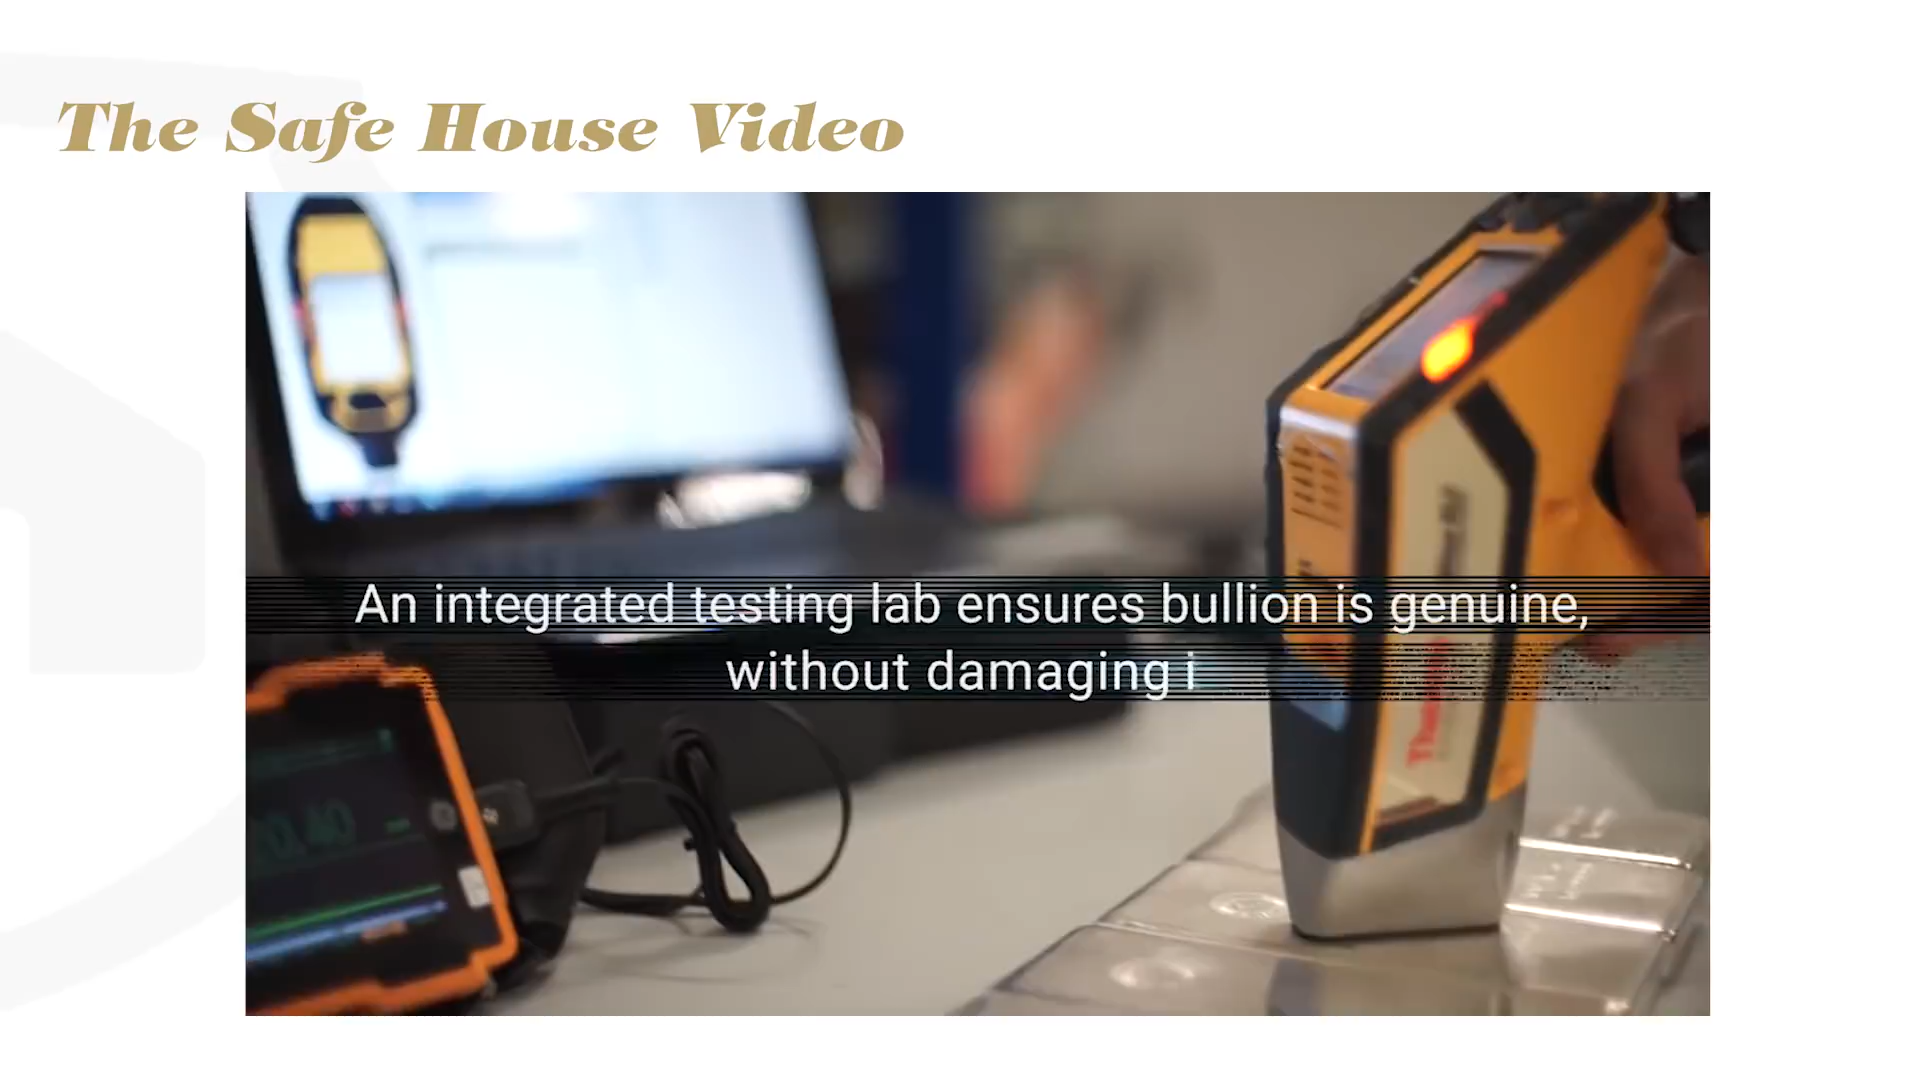 The Safe House Video
An integrated testing lab ensures bullion is genuine,
without damaging i